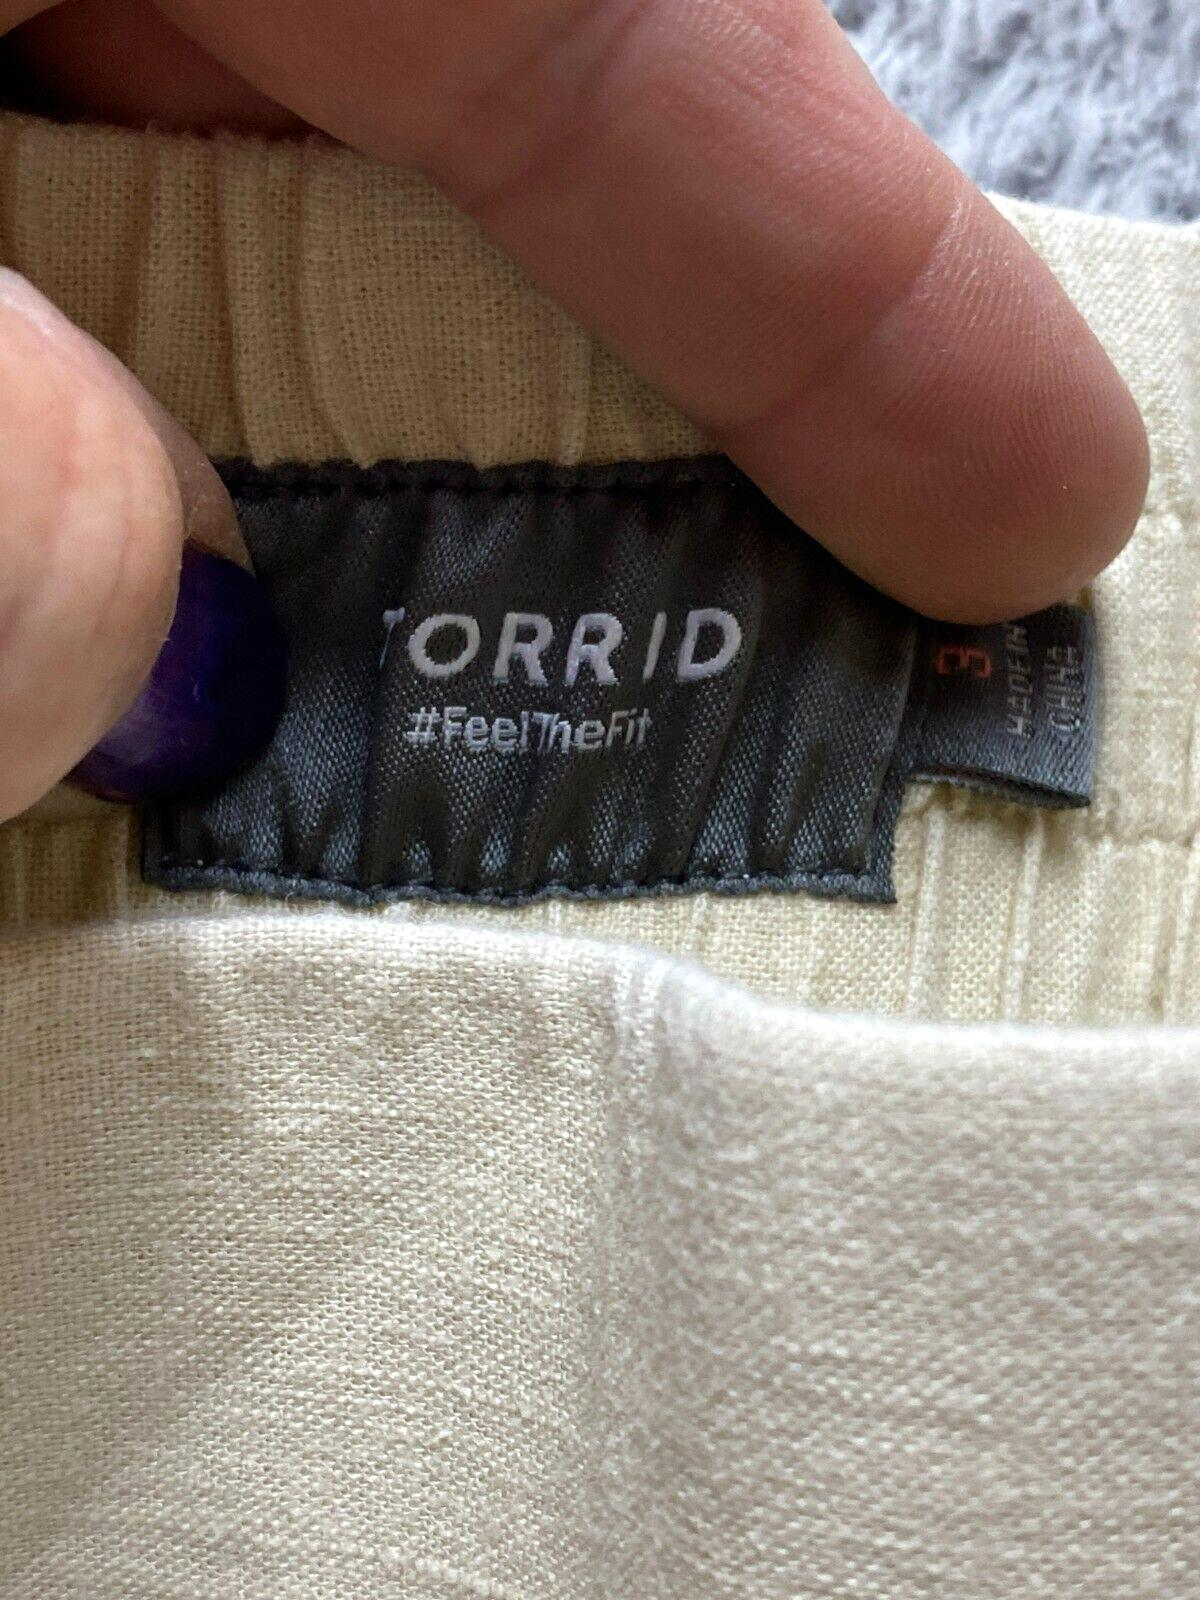 TORRID
#FeelTheFit
3
MADE IN
CHINA